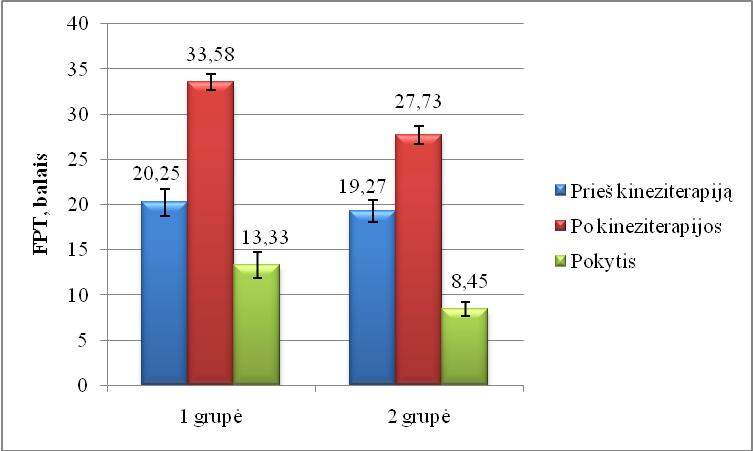 40
35
30
25
20
15
10
5
0
FPT, balais
20,25
33,58
13,33
19,27
27,73
8,45
1 grupė
2 grupė
Prieš kineziterapiją
Po kineziterapijos
Pokytis